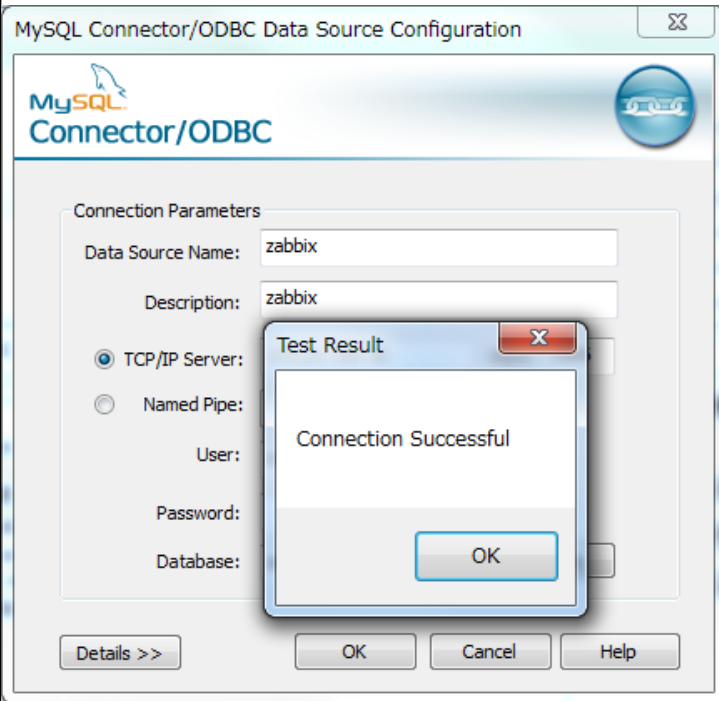 MySQL Connector/ODBC Data Source Configuration
MySQL
Connector/ODBC
Connection Parameters
Data Source Name: zabbix
Description: zabbix
TCP/IP Server:
Named Pipe:
User:
Password:
Database:
Test Result
Connection Successful
OK
Details >> OK Cancel Help